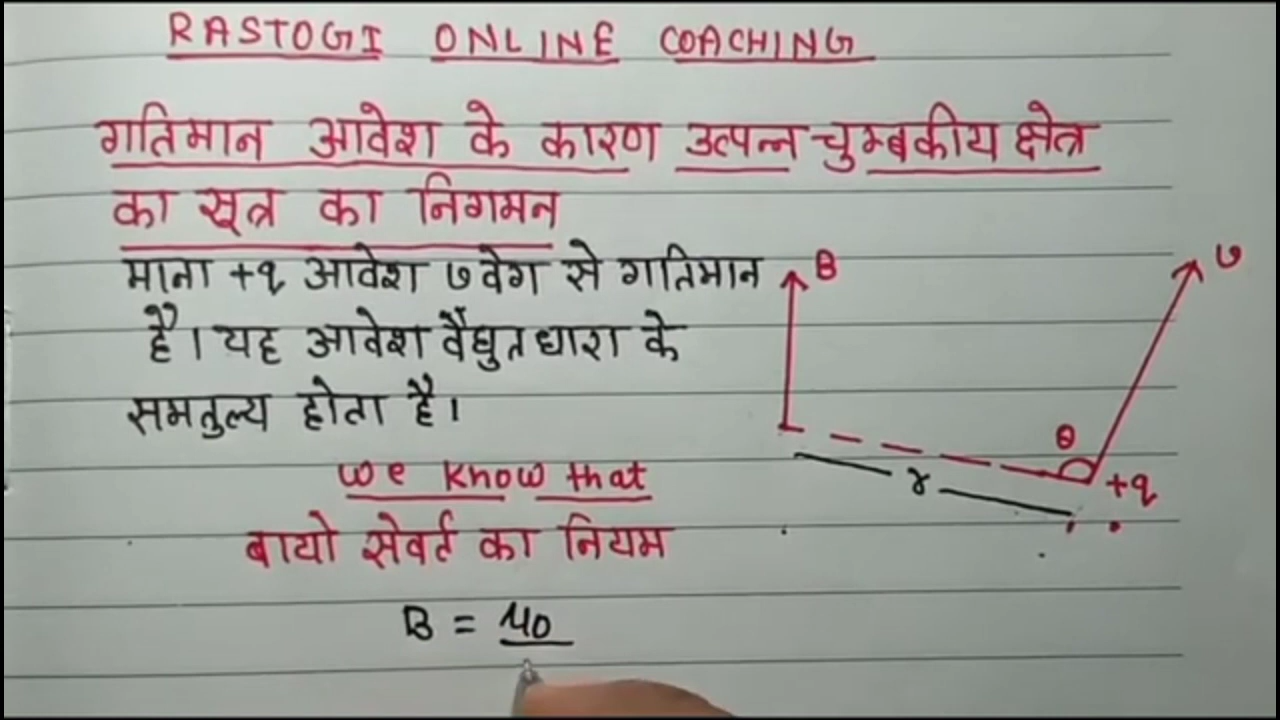 RASTOGI ONLINE COACHING
गतिमान आवेश के कारण उत्पन्न चुम्बकीय क्षेत्र
का सूत्र का निगमन
माना +q आवेश v वेग से गतिमान
है। यह आवेश वैधुत धारा के
समतुल्य होता है।
we know that
बायो सेवर्ट का नियम
B = μ0
B
v
θ
r
+q